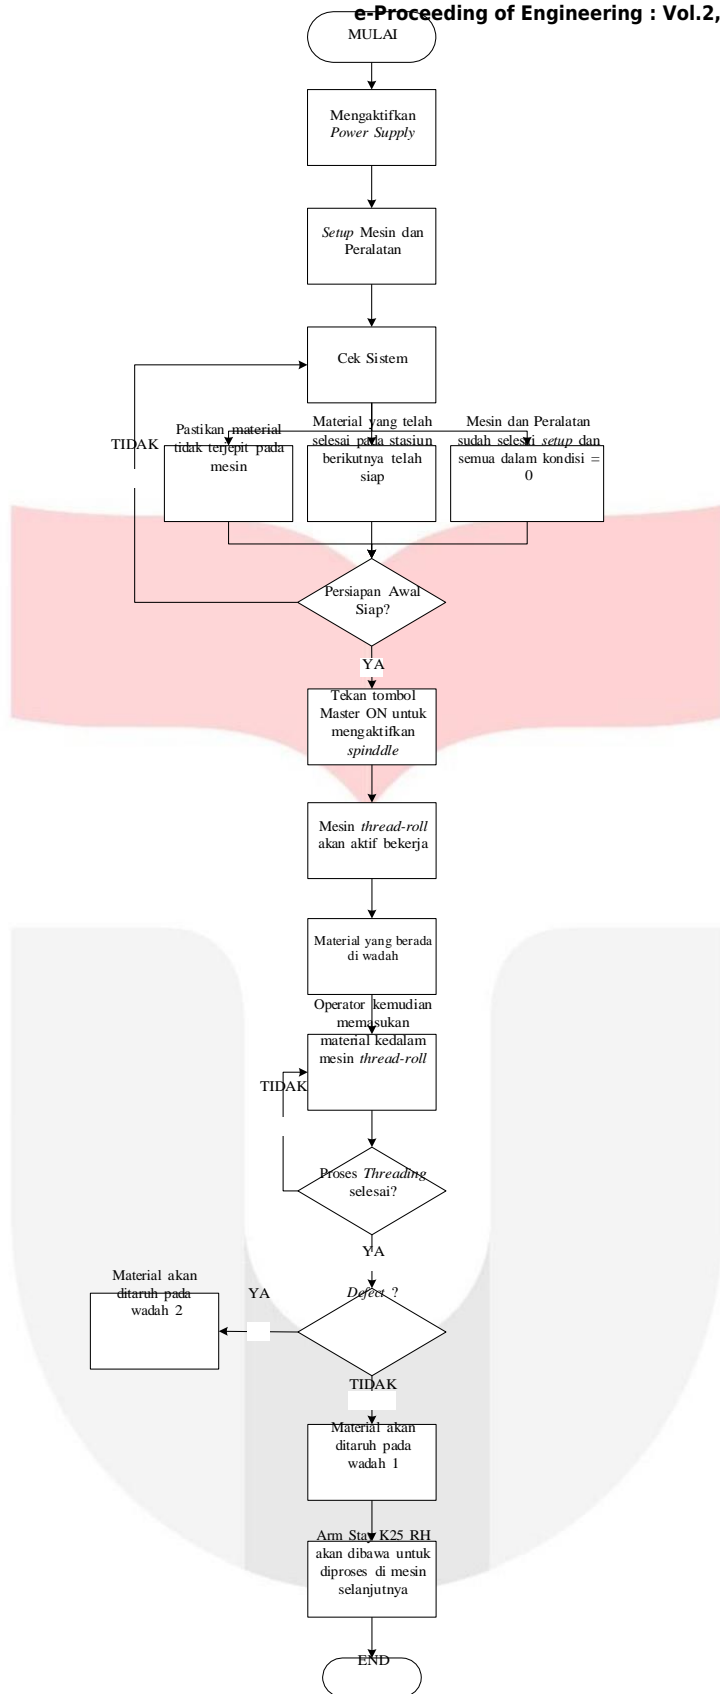 e-Proceeding of Engineering : Vol.2,
MULAI
Mengaktifkan
Power Supply
Setup Mesin dan
Peralatan
Cek Sistem
TIDAK
Pastikan material
tidak terjepit pada
mesin
Material yang telah
selesai pada stasiun
berikutnya telah
siap
Mesin dan Peralatan
sudah selesai setup dan
semua dalam kondisi =
0
Persiapan Awal
Siap?
YA
Tekan tombol
Master ON untuk
mengaktifkan
spinddle
Mesin thread-roll
akan aktif bekerja
Material yang berada
di wadah
Operator kemudian
memasukan
material kedalam
mesin thread-roll
TIDAK
Proses Threading
selesai?
YA
Defect ?
YA
Material akan
ditaruh pada
wadah 2
TIDAK
Material akan
ditaruh pada
wadah 1
Arm Stay K25 RH
akan dibawa untuk
diproses di mesin
selanjutnya
END